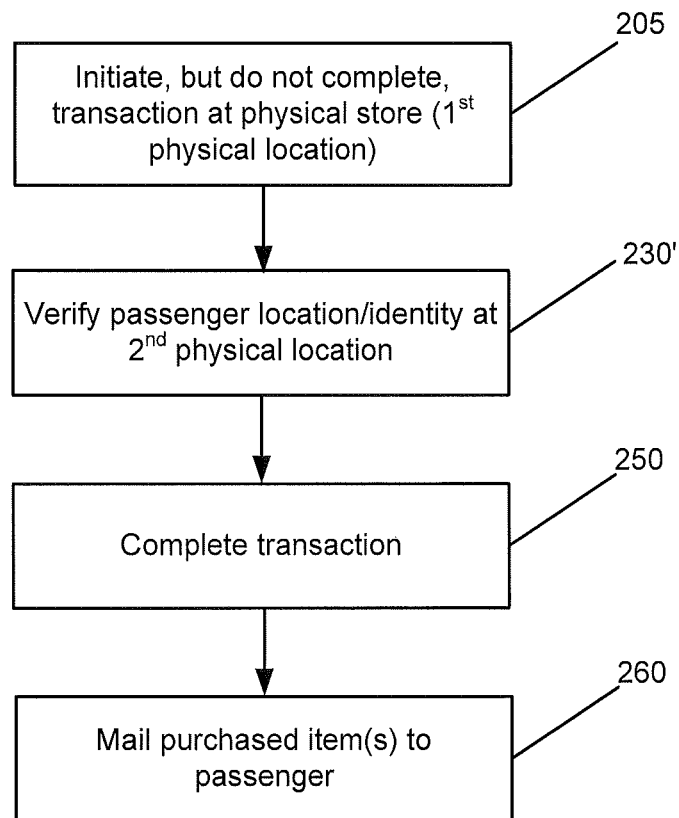 205
Initiate, but do not complete,
transaction at physical store (1st
physical location)
230'
Verify passenger location/identity at
2nd physical location
250
Complete transaction
260
Mail purchased item(s) to
passenger